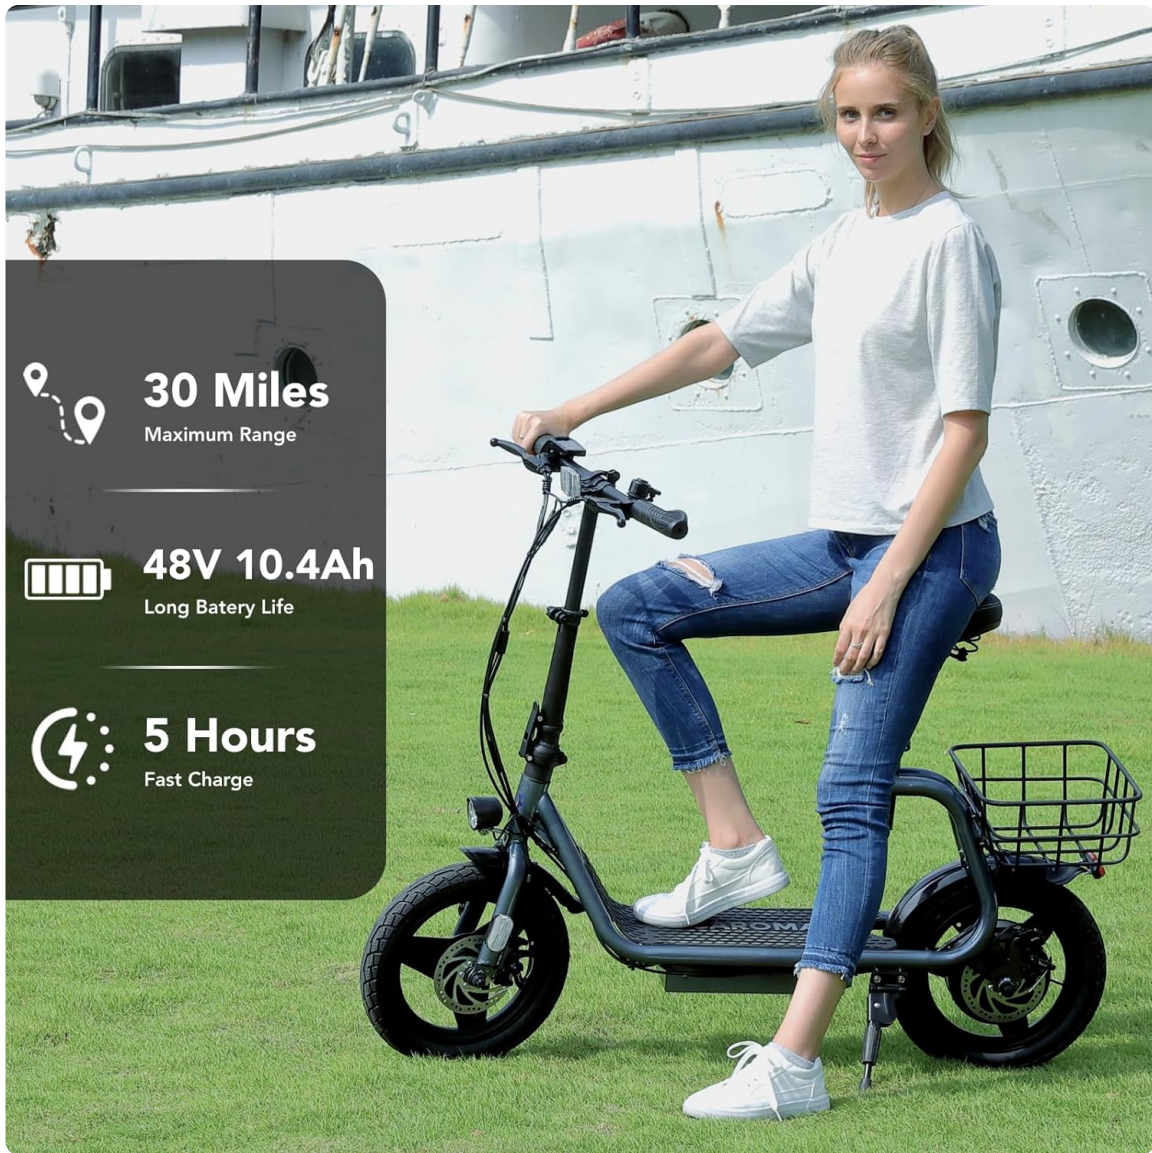 30 Miles
Maximum Range
48V 10.4Ah
Long Batery Life
5 Hours
Fast Charge